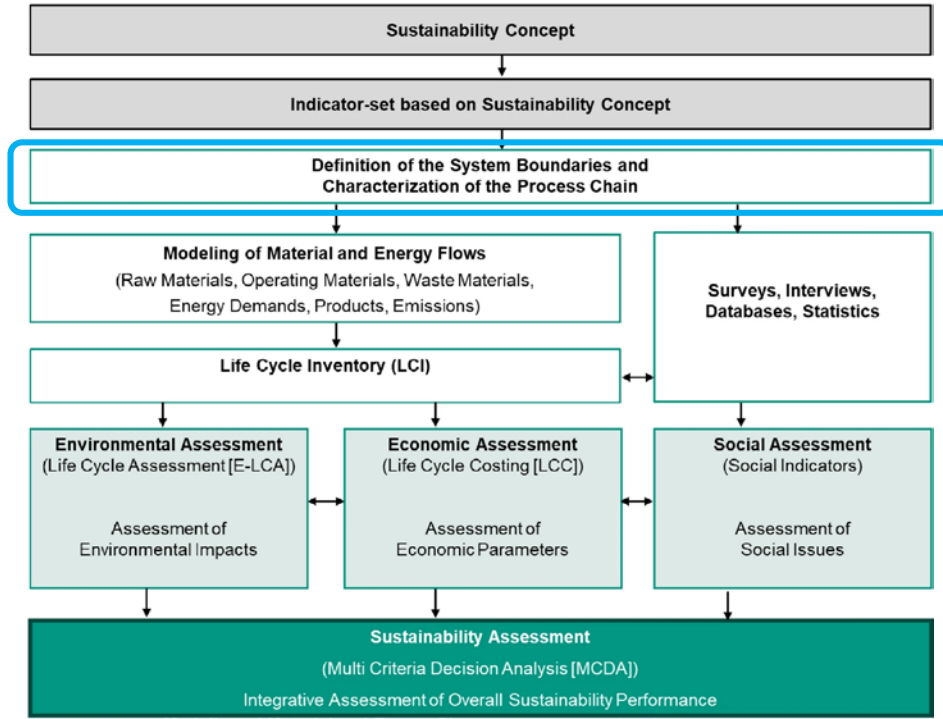 Sustainability Concept
Indicator-set based on Sustainability Concept
Definition of the System Boundaries and
Characterization of the Process Chain
Modeling of Material and Energy Flows
(Raw Materials, Operating Materials, Waste Materials,
Energy Demands, Products, Emissions)
Surveys, Interviews,
Databases, Statistics
Life Cycle Inventory (LCI)
Environmental Assessment
(Life Cycle Assessment [E-LCA])
Assessment of
Environmental Impacts
Economic Assessment
(Life Cycle Costing [LCC])
Assessment of
Economic Parameters
Social Assessment
(Social Indicators)
Assessment of
Social Issues
Sustainability Assessment
(Multi Criteria Decision Analysis [MCDA])
Integrative Assessment of Overall Sustainability Performance